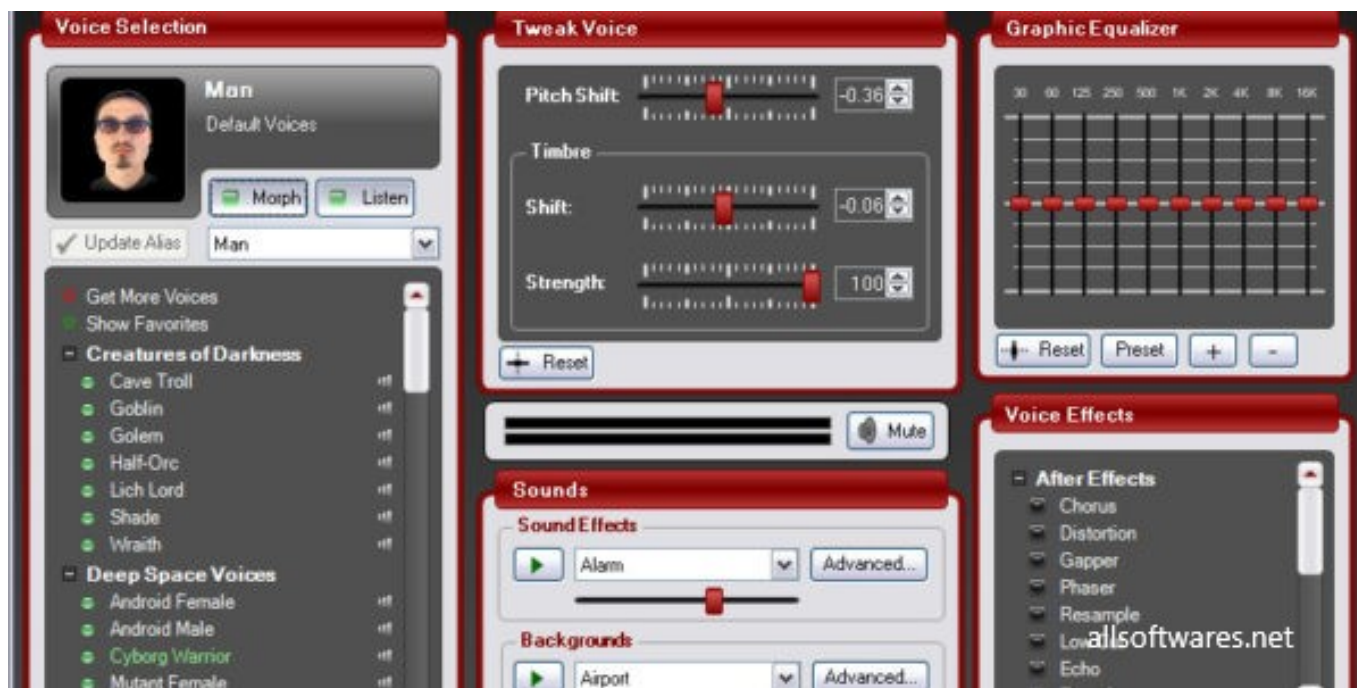 Voice Selection
Man
Default Voices
Morph
Listen
Update Alias
Man
Get More Voices
Show Favorites
Creatures of Darkness
Cave Troll
Goblin
Golem
Half-Orc
Lich Lord
Shade
Wraith
Deep Space Voices
Android Female
Android Male
Cyborg Warrior
Mutant Female
Tweak Voice
Pitch Shift: -0.36
Timbre
Shift: -0.06
Strength: 100
Reset
Mute
Sounds
Sound Effects
Alarm
Advanced...
Backgrounds
Airport
Advanced...
Graphic Equalizer
30 60 125 250 500 1K 2K 4K 8K 16K
Reset
Preset
+
-
Voice Effects
After Effects
Chorus
Distortion
Gapper
Phaser
Resample
allsoftwares.net
Echo